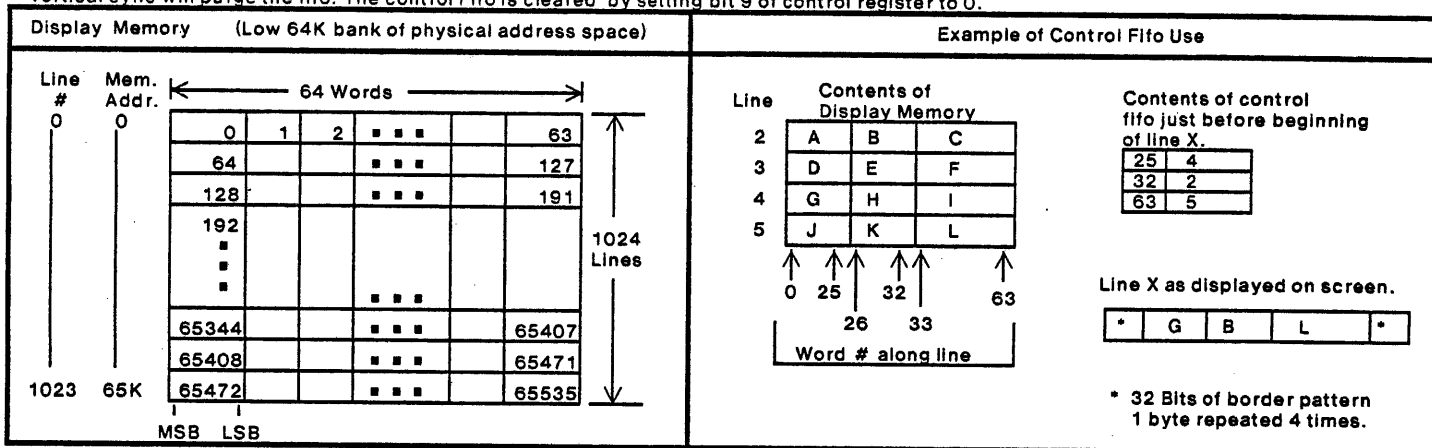 vertical sync will purge the fifo. The control Fifo is cleared by setting bit 9 of control register to 0.
Display Memory (Low 64K bank of physical address space)
Line # Mem. Addr. 64 Words
0 0 0 1 2 ■ ■ ■ 63
64 ■ ■ ■ 127
128 ■ ■ ■ 191
192
■
■
■
■ ■ ■
1024 Lines
65344 ■ ■ ■ 65407
65408 ■ ■ ■ 65471
1023 65K 65472 ■ ■ ■ 65535
MSB LSB
Example of Control Fifo Use
Line
Contents of
Display Memory
2 A B C
3 D E F
4 G H I
5 J K L
0 25 32 63
26 33
Word # along line
Contents of control
fifo just before beginning
of line X.
25 4
32 2
63 5
Line X as displayed on screen.
* G B L *
* 32 Bits of border pattern
1 byte repeated 4 times.